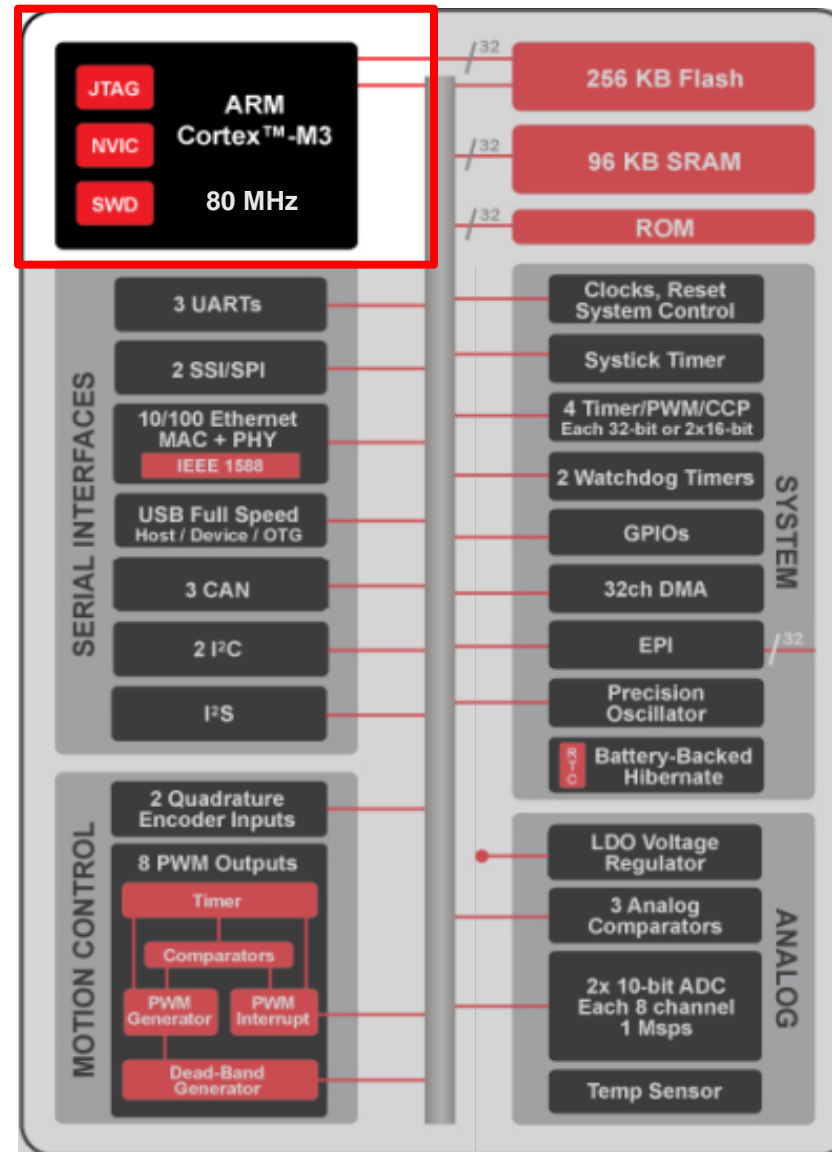 JTAG
NVIC
SWD
ARM
Cortex™-M3
80 MHz
32
256 KB Flash
32
96 KB SRAM
32
ROM
SERIAL INTERFACES
3 UARTs
2 SSI/SPI
10/100 Ethernet
MAC + PHY
IEEE 1588
USB Full Speed
Host / Device / OTG
3 CAN
2 I²C
I²S
SYSTEM
Clocks, Reset
System Control
Systick Timer
4 Timer/PWM/CCP
Each 32-bit or 2x16-bit
2 Watchdog Timers
GPIOs
32ch DMA
EPI
32
Precision
Oscillator
RTC
Battery-Backed
Hibernate
MOTION CONTROL
2 Quadrature
Encoder Inputs
8 PWM Outputs
Timer
Comparators
PWM
Generator
PWM
Interrupt
Dead-Band
Generator
ANALOG
LDO Voltage
Regulator
3 Analog
Comparators
2x 10-bit ADC
Each 8 channel
1 Msps
Temp Sensor